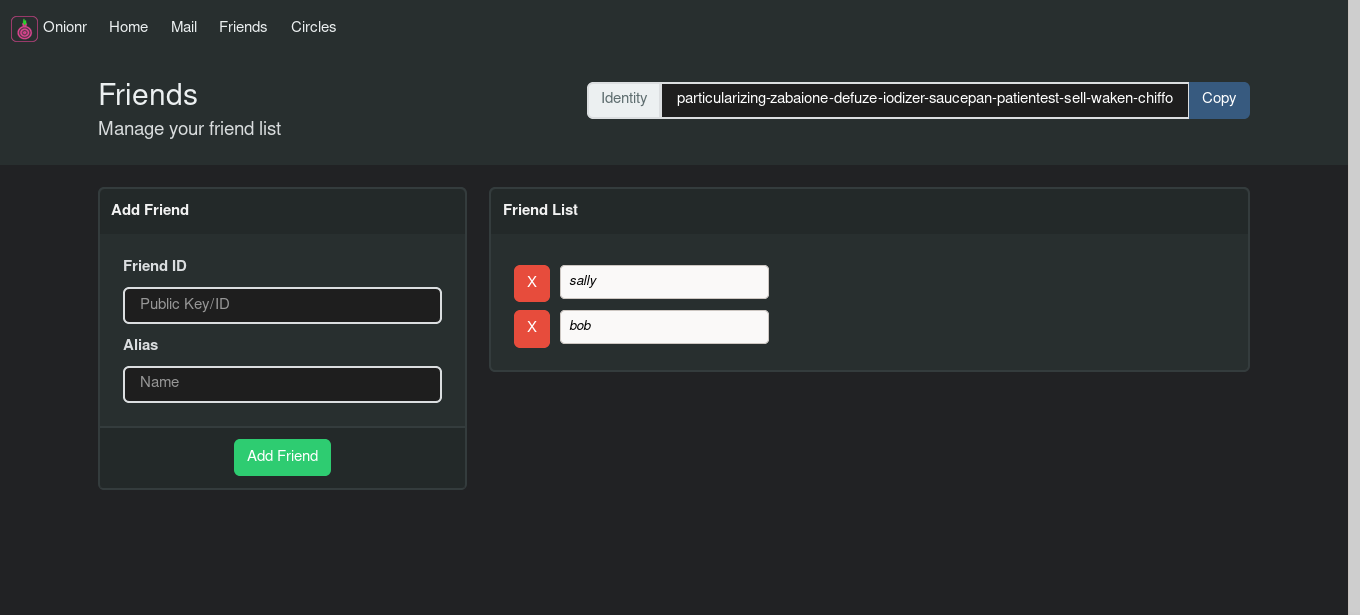 Onionr Home Mail Friends Circles
Friends
Manage your friend list
Identity particularizing-zabaione-defuze-iodizer-saucepan-patientest-sell-waken-chiffo Copy
Add Friend
Friend ID
Public Key/ID
Alias
Name
Add Friend
Friend List
X sally
X bob